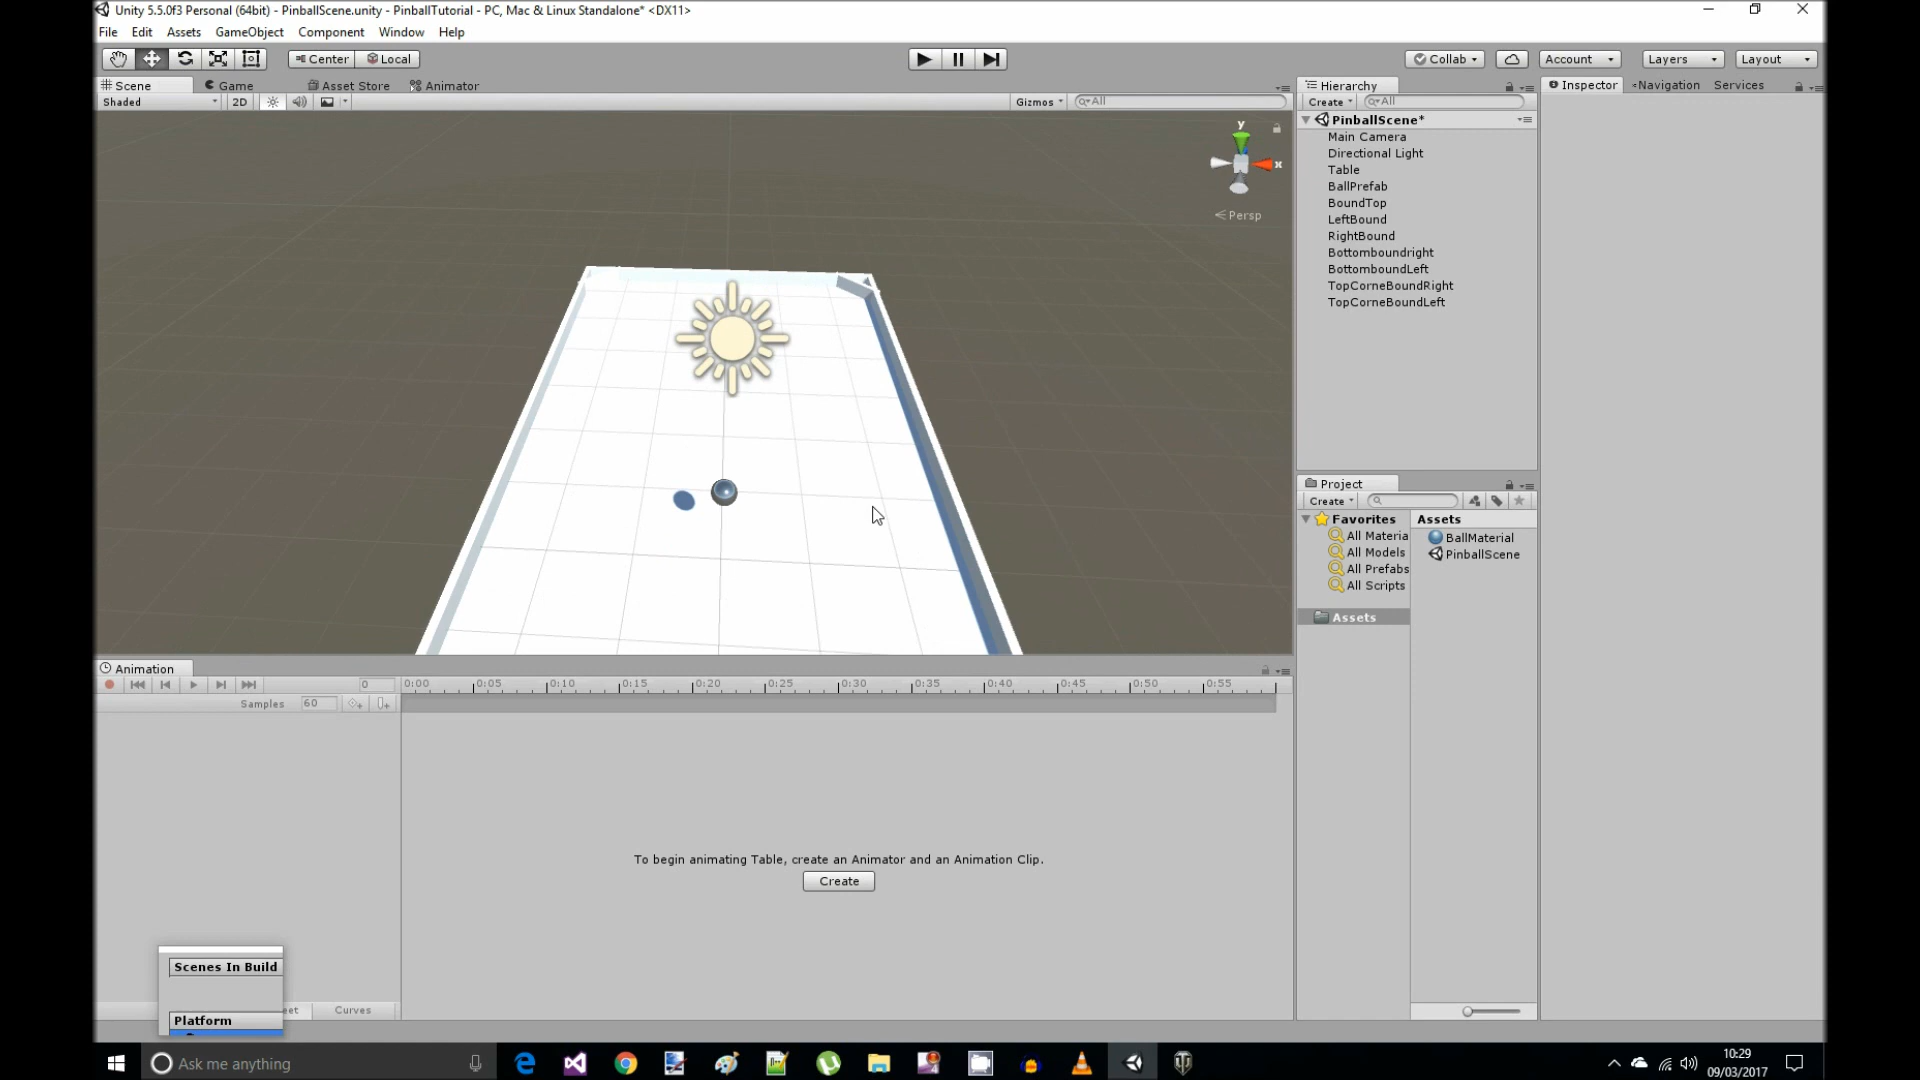 Unity 5.5.0f3 Personal (64bit) - PinballScene.unity - PinballTutorial - PC, Mac & Linux Standalone* <DX11>
File Edit Assets GameObject Component Window Help
Center Local
Collab Account Layers Layout
Scene Game Asset Store Animator
Shaded 2D Gizmos All
y
x
Persp
Hierarchy
Create All
PinballScene*
Main Camera
Directional Light
Table
BallPrefab
BoundTop
LeftBound
RightBound
Bottomboundright
BottomboundLeft
TopCorneBoundRight
TopCorneBoundLeft
Inspector Navigation Services
Project
Create
Favorites
All Materia
All Models
All Prefabs
All Scripts
Assets
Assets
BallMaterial
PinballScene
Animation
0 0:00 0:05 0:10 0:15 0:20 0:25 0:30 0:35 0:40 0:45 0:50 0:55
Samples 60
To begin animating Table, create an Animator and an Animation Clip.
Create
Scenes In Build
Platform
eet Curves
Ask me anything
10:29
09/03/2017